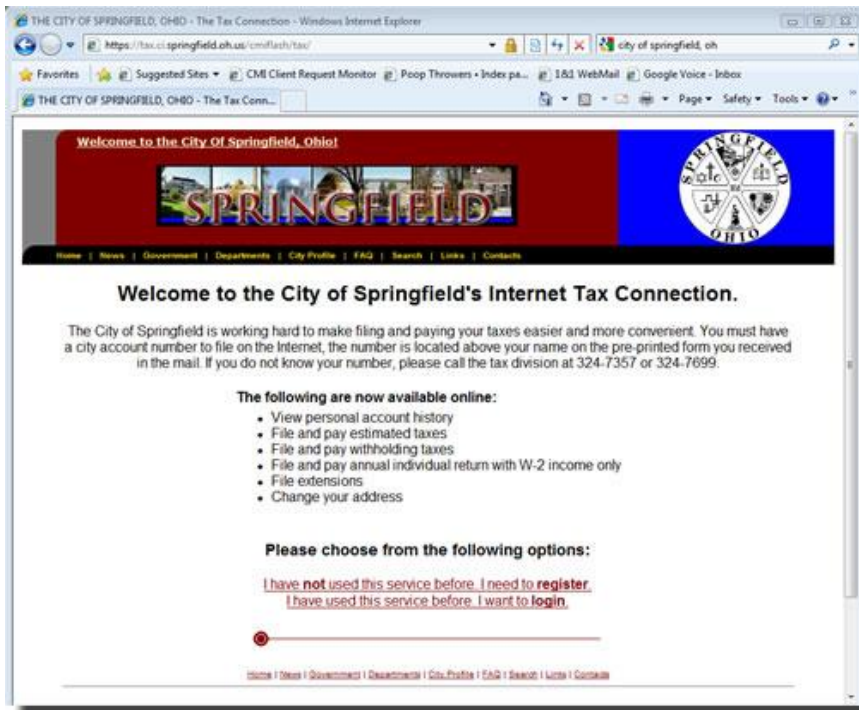 THE CITY OF SPRINGFIELD, OHIO - The Tax Connection - Windows Internet Explorer
https://tax.ci.springfield.oh.us/cmiflash/tax/
city of springfield, oh
Favorites Suggested Sites CMI Client Request Monitor Poop Throwers • Index pa... 1&1 WebMail Google Voice - Inbox
THE CITY OF SPRINGFIELD, OHIO - The Tax Conn... Page Safety Tools
Welcome to the City Of Springfield, Ohio!
SPRINGFIELD
SPRINGFIELD
OHIO
Home | News | Government | Departments | City Profile | FAQ | Search | Links | Contacts
Welcome to the City of Springfield's Internet Tax Connection.
The City of Springfield is working hard to make filing and paying your taxes easier and more convenient. You must have
a city account number to file on the Internet, the number is located above your name on the pre-printed form you received
in the mail. If you do not know your number, please call the tax division at 324-7357 or 324-7699.
The following are now available online:
• View personal account history
• File and pay estimated taxes
• File and pay withholding taxes
• File and pay annual individual return with W-2 income only
• File extensions
• Change your address
Please choose from the following options:
I have not used this service before. I need to register.
I have used this service before. I want to login.
Home | News | Government | Departments | City Profile | FAQ | Search | Links | Contacts